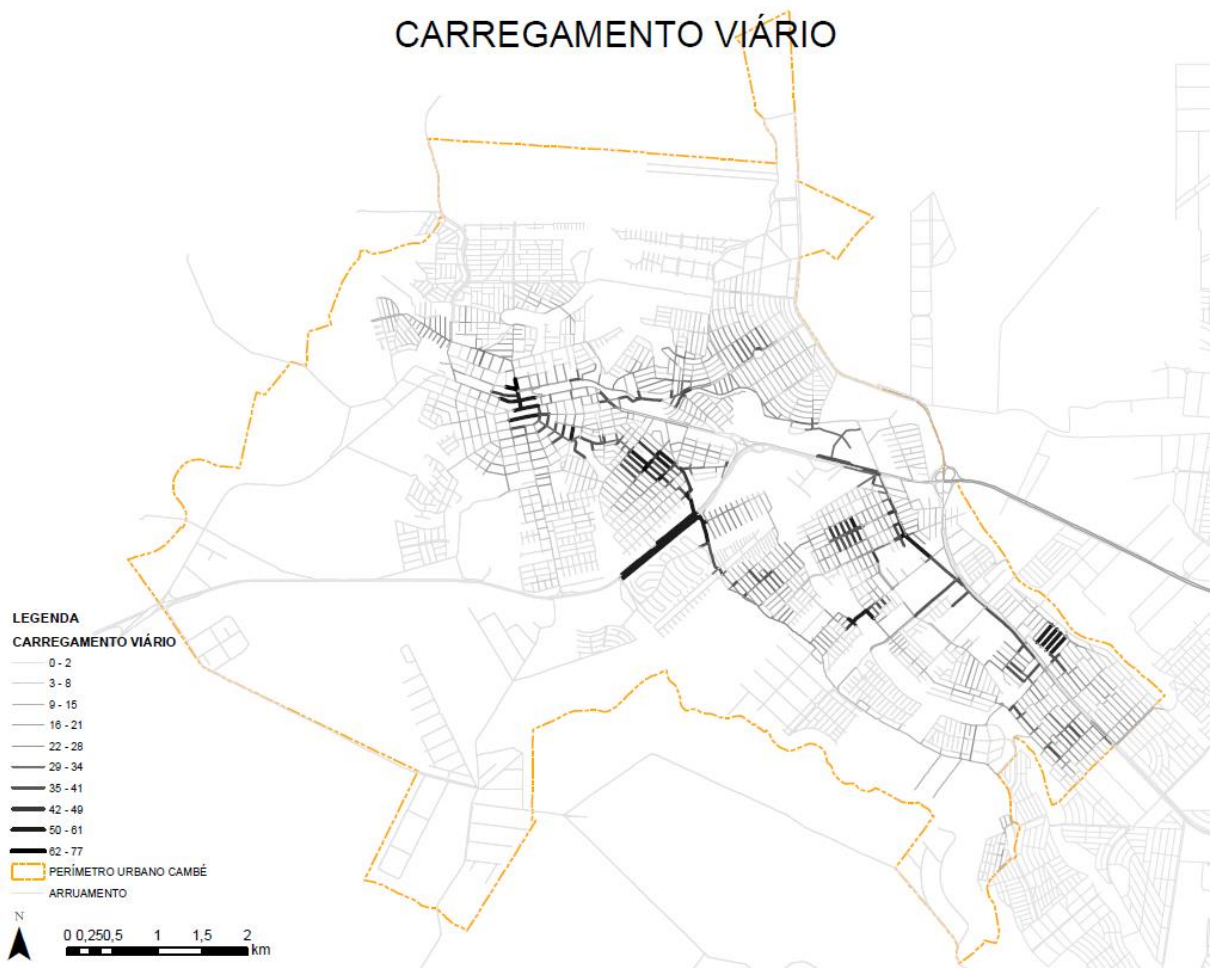 CARREGAMENTO VIÁRIO
LEGENDA
CARREGAMENTO VIÁRIO
0 - 2
3 - 8
9 - 15
16 - 21
22 - 28
29 - 34
35 - 41
42 - 49
50 - 61
62 - 77
PERÍMETRO URBANO CAMBÉ
ARRUAMENTO
N
0 0,250,5 1 1,5 2
km